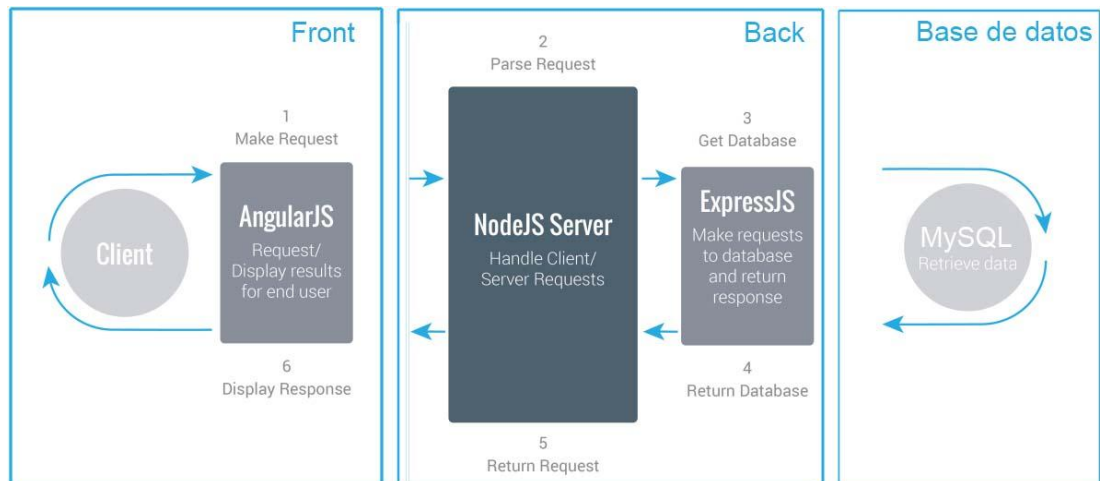 Front
1
Make Request
Client
AngularJS
Request/
Display results
for end user
6
Display Response
Back
2
Parse Request
NodeJS Server
Handle Client/
Server Requests
5
Return Request
3
Get Database
ExpressJS
Make requests
to database
and return
response
4
Return Database
Base de datos
MySQL
Retrieve data